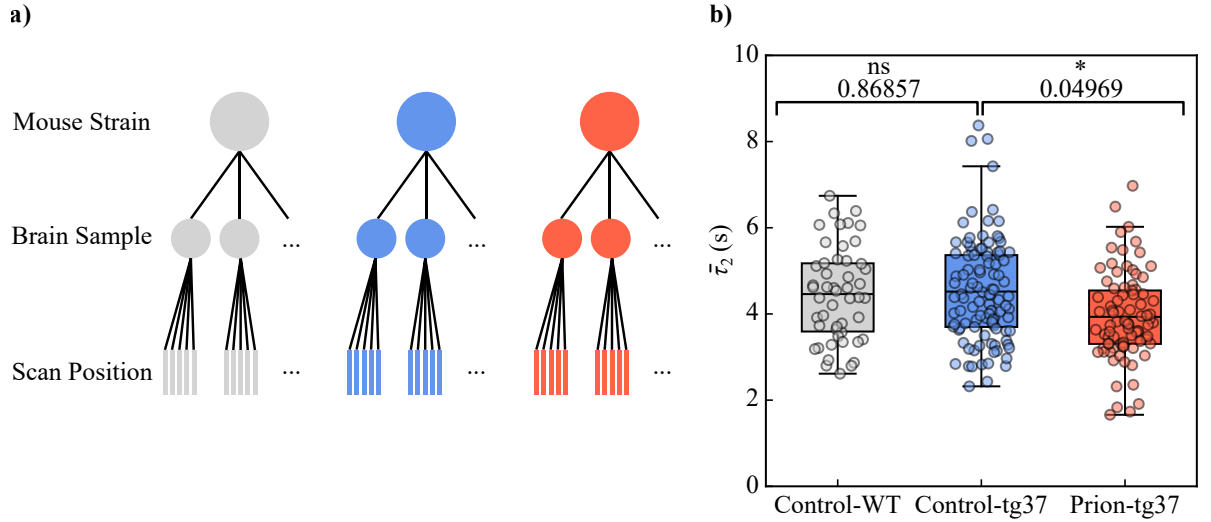 a)
Mouse Strain
Brain Sample
... ... ...
Scan Position
... ... ...
b)
10
8
6
4
2
0
τ̄₂ (s)
ns
0.86857
*
0.04969
Control-WT Control-tg37 Prion-tg37